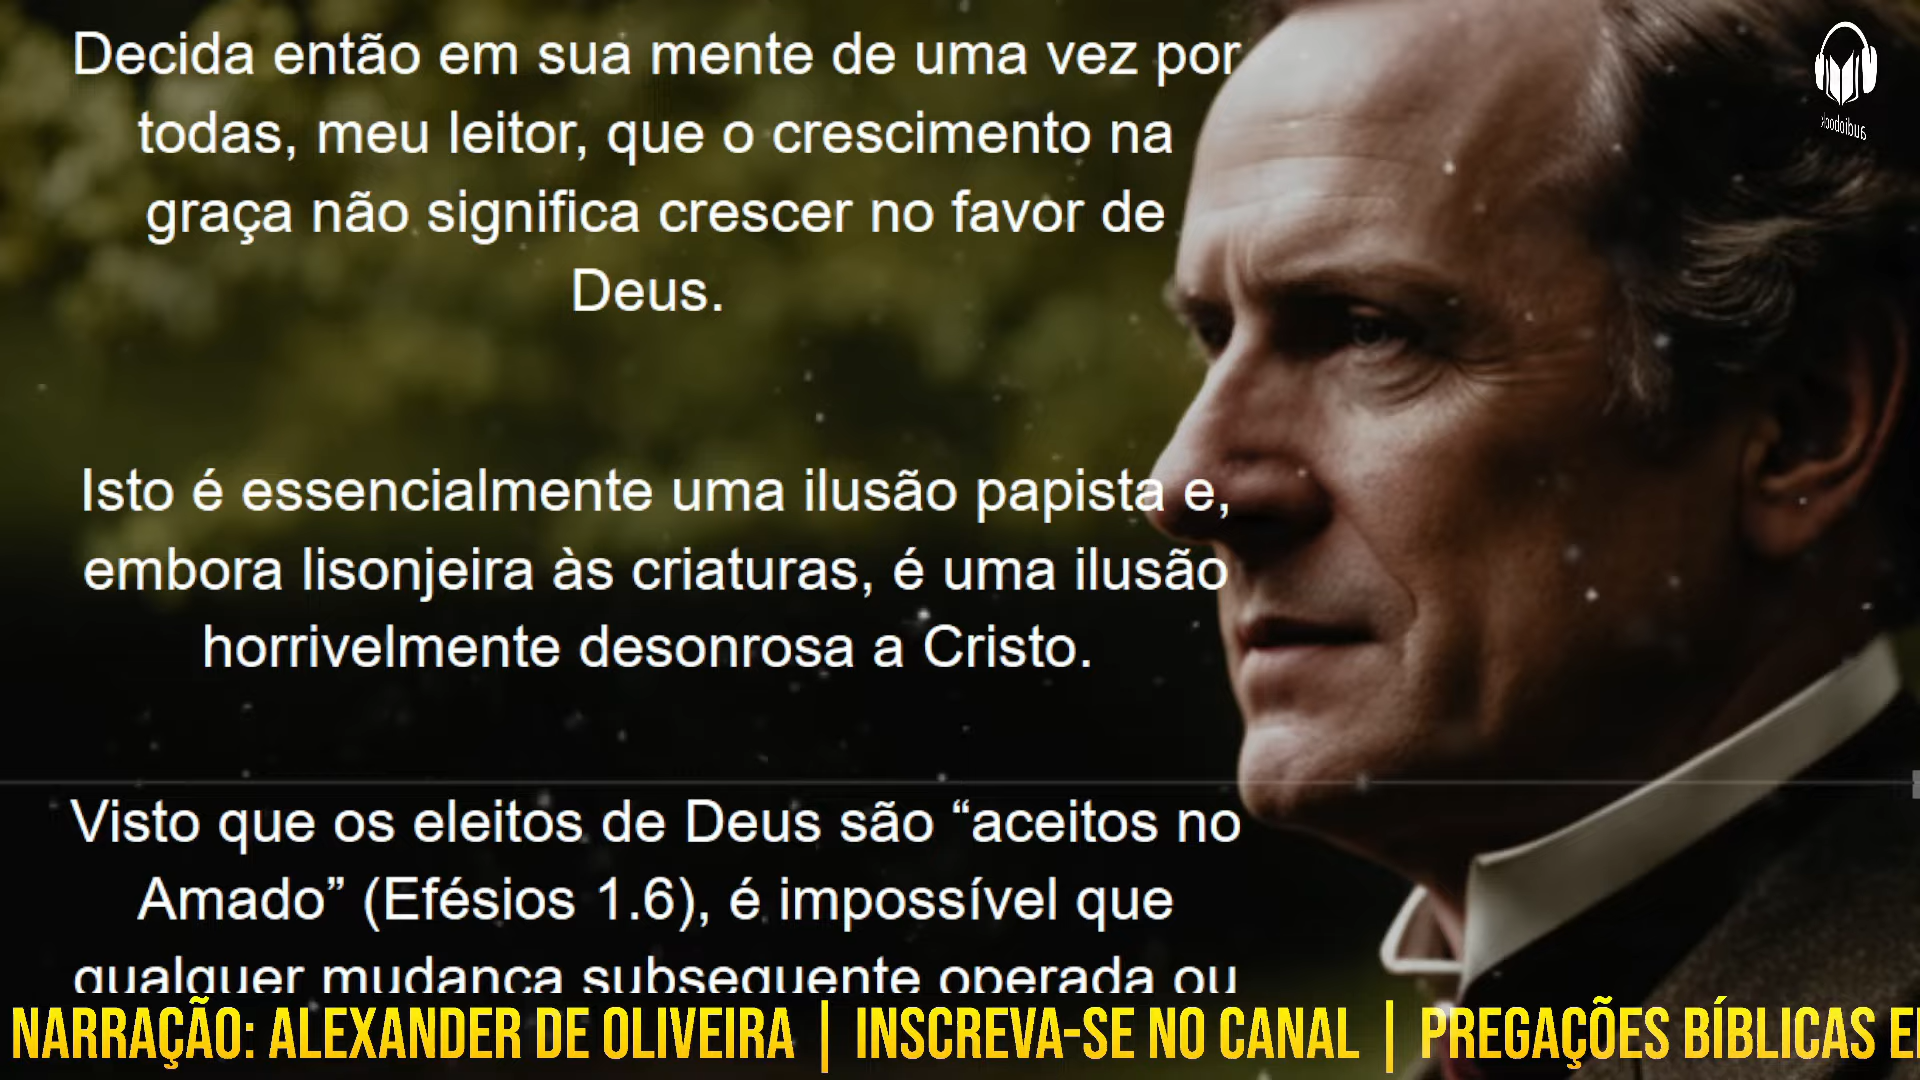 Decida então em sua mente de uma vez por
todas, meu leitor, que o crescimento na
graça não significa crescer no favor de
Deus.
Isto é essencialmente uma ilusão papista e,
embora lisonjeira às criaturas, é uma ilusão
horrivelmente desonrosa a Cristo.
Visto que os eleitos de Deus são “aceitos no
Amado” (Efésios 1.6), é impossível que
qualquer mudança subsequente operada ou
NARRAÇÃO: ALEXANDER DE OLIVEIRA | INSCREVA-SE NO CANAL | PREGAÇÕES BÍBLICAS
audiobook